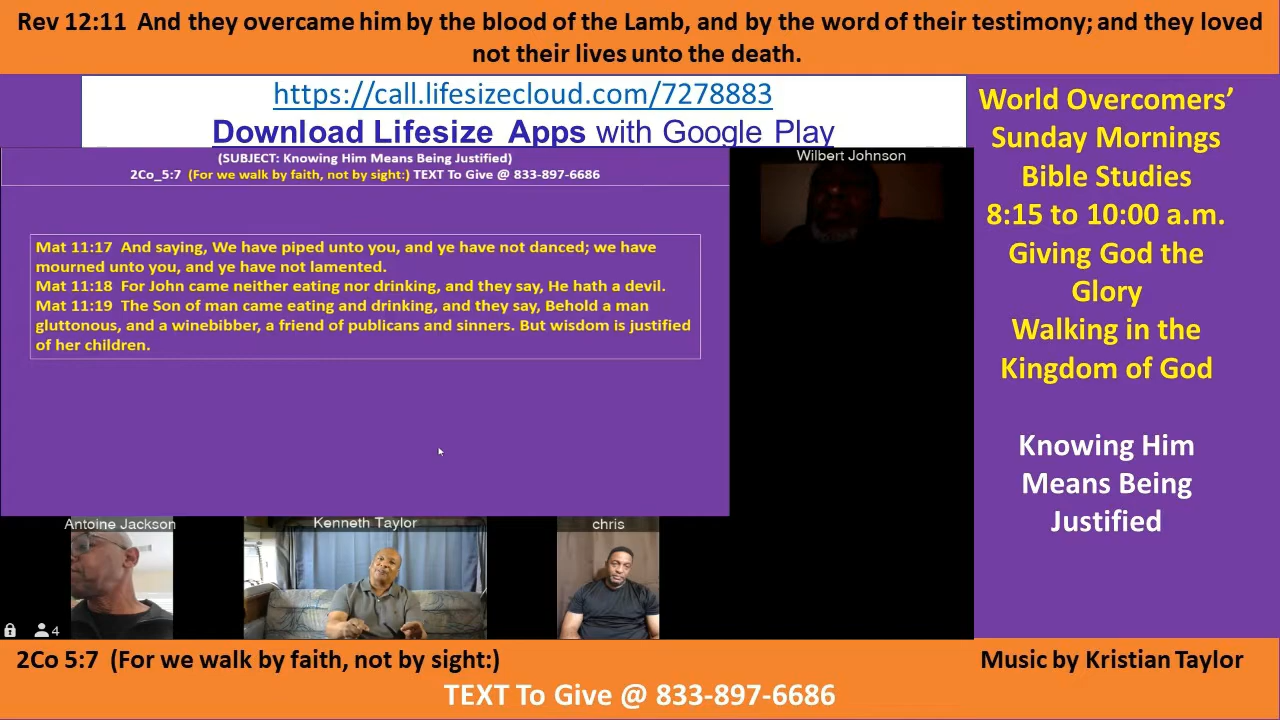 Rev 12:11 And they overcame him by the blood of the Lamb, and by the word of their testimony; and they loved
not their lives unto the death.
https://call.lifesizecloud.com/7278883
Download Lifesize Apps with Google Play
(SUBJECT: Knowing Him Means Being Justified)
2Co_5:7 (For we walk by faith, not by sight:) TEXT To Give @ 833-897-6686
Mat 11:17 And saying, We have piped unto you, and ye have not danced; we have
mourned unto you, and ye have not lamented.
Mat 11:18 For John came neither eating nor drinking, and they say, He hath a devil.
Mat 11:19 The Son of man came eating and drinking, and they say, Behold a man
gluttonous, and a winebibber, a friend of publicans and sinners. But wisdom is justified
of her children.
Wilbert Johnson
Antoine Jackson
Kenneth Taylor
chris
4
World Overcomers’
Sunday Mornings
Bible Studies
8:15 to 10:00 a.m.
Giving God the
Glory
Walking in the
Kingdom of God
Knowing Him
Means Being
Justified
2Co 5:7 (For we walk by faith, not by sight:)
Music by Kristian Taylor
TEXT To Give @ 833-897-6686